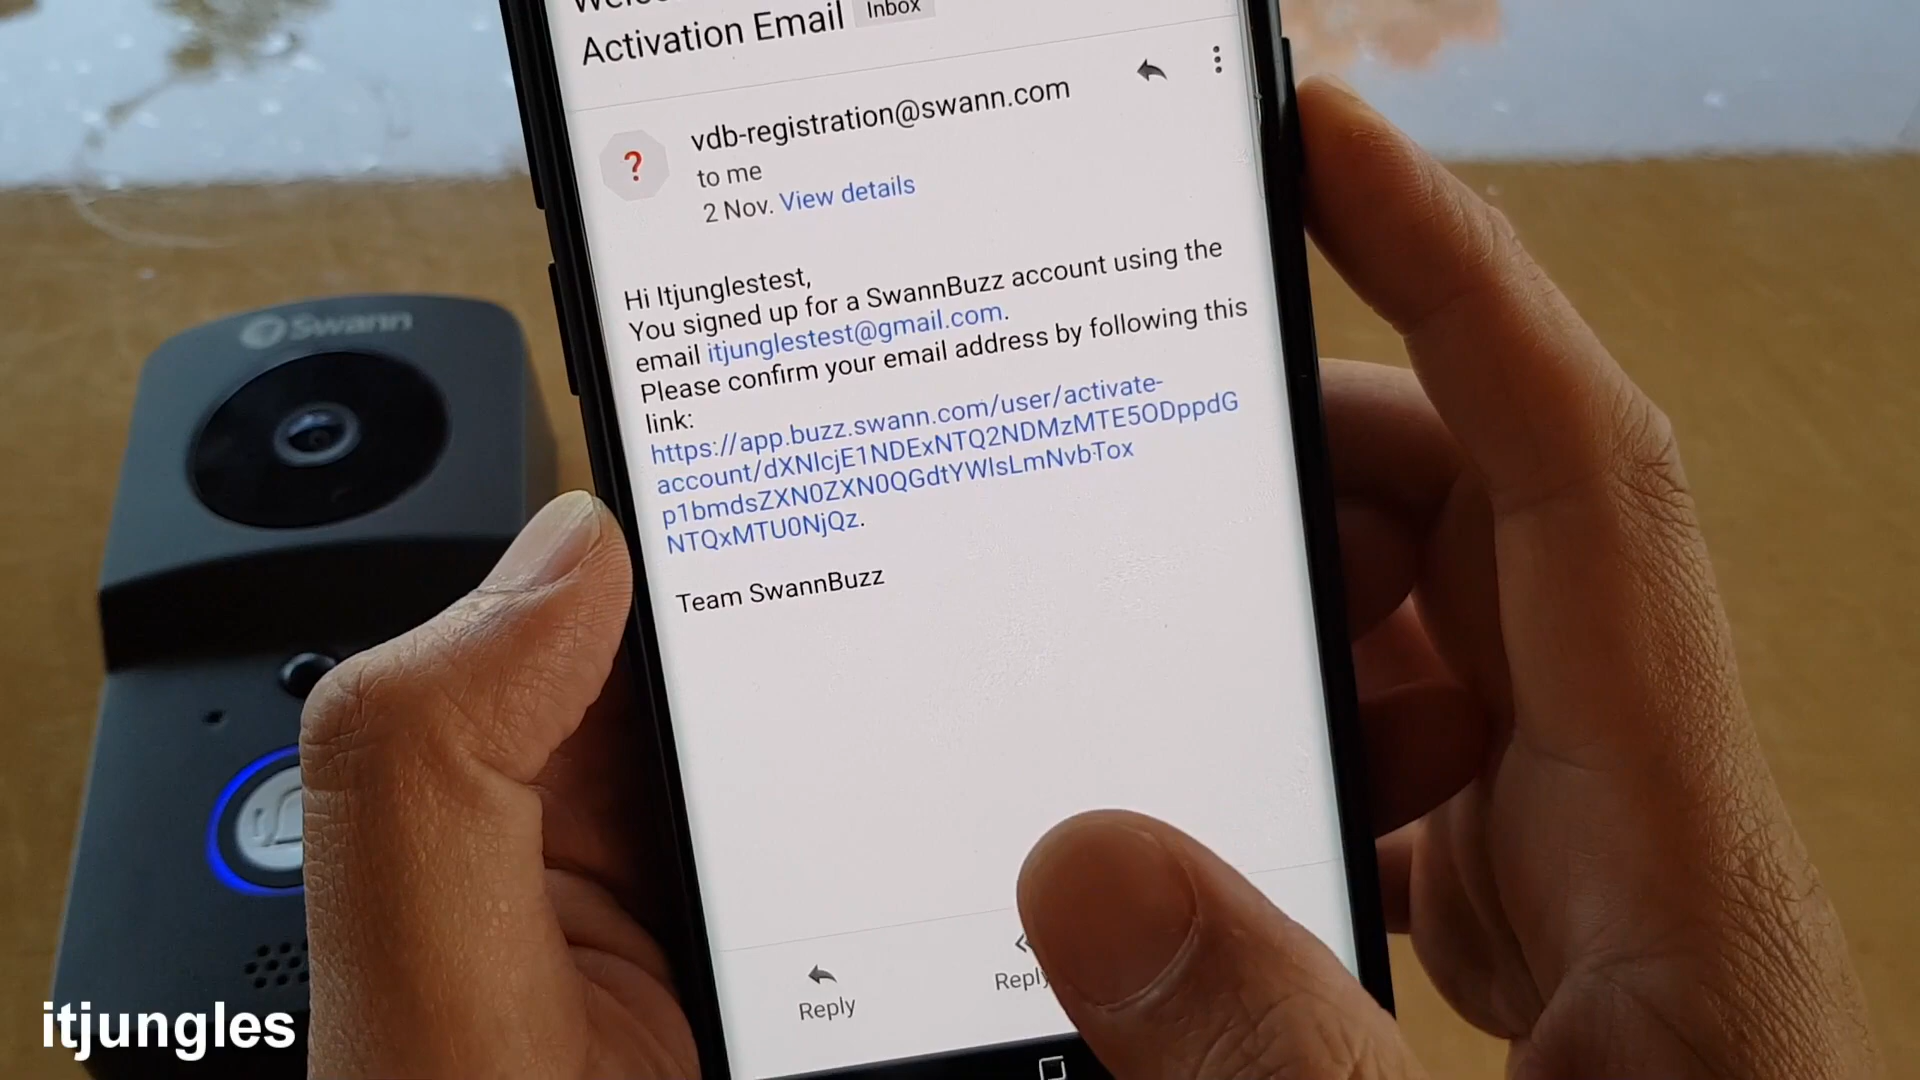 Activation Email Inbox
vdb-registration@swann.com
to me
2 Nov. View details
?
Hi Itjunglestest,
You signed up for a SwannBuzz account using the
email itjunglestest@gmail.com.
Please confirm your email address by following this
link:
https://app.buzz.swann.com/user/activate-
account/dXNlcjE1NDExNTQ2NDMzMTE5ODppdG
p1bmdsZXN0ZXN0QGdtYWlsLmNvbTox
NTQxMTU0NjQz.
Team SwannBuzz
Reply
Reply
Swann
itjungles